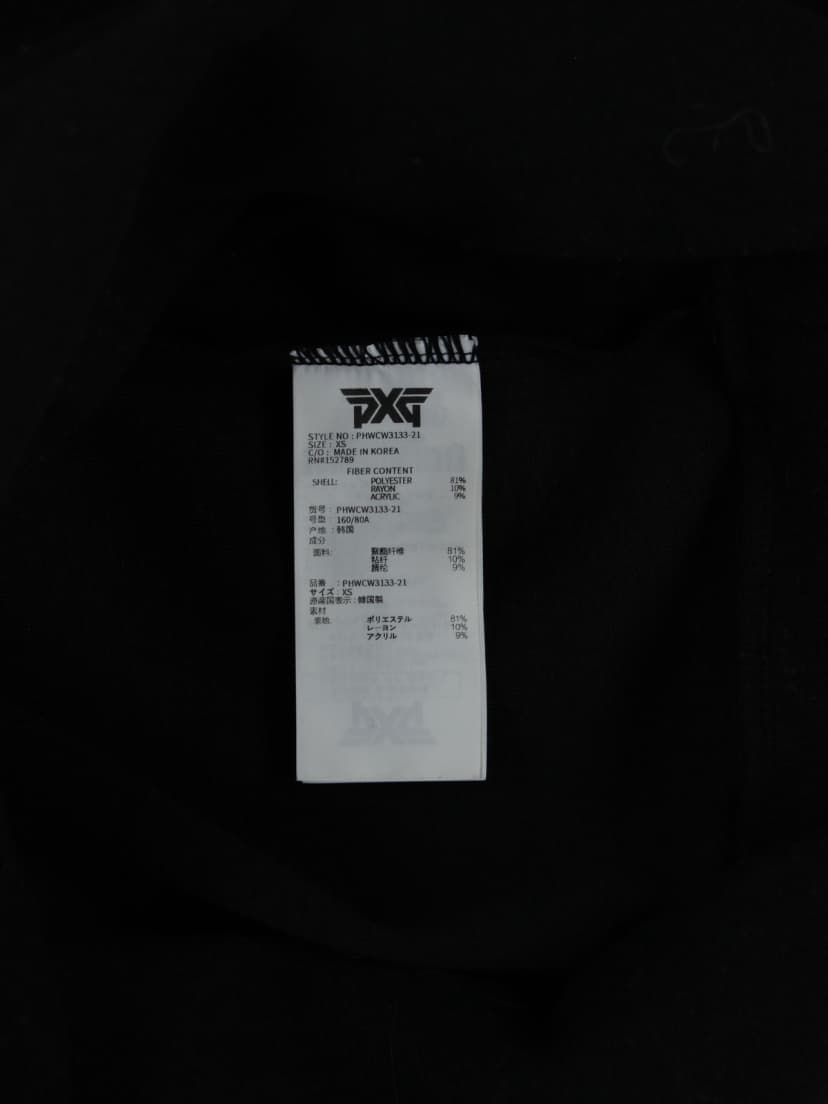 PXG
STYLE NO : PHWCW3133-21
SIZE : XS
C/O : MADE IN KOREA
RN#152789
FIBER CONTENT
SHELL: POLYESTER 81%
RAYON 10%
ACRYLIC 9%
货号 : PHWCW3133-21
号型 : 160/80A
产地 : 韩国
成分
面料: 聚酯纤维 81%
粘纤 10%
腈纶 9%
品番 : PHWCW3133-21
サイズ : XS
原産国表示 : 韓国製
素材
表地: ポリエステル 81%
レーヨン 10%
アクリル 9%